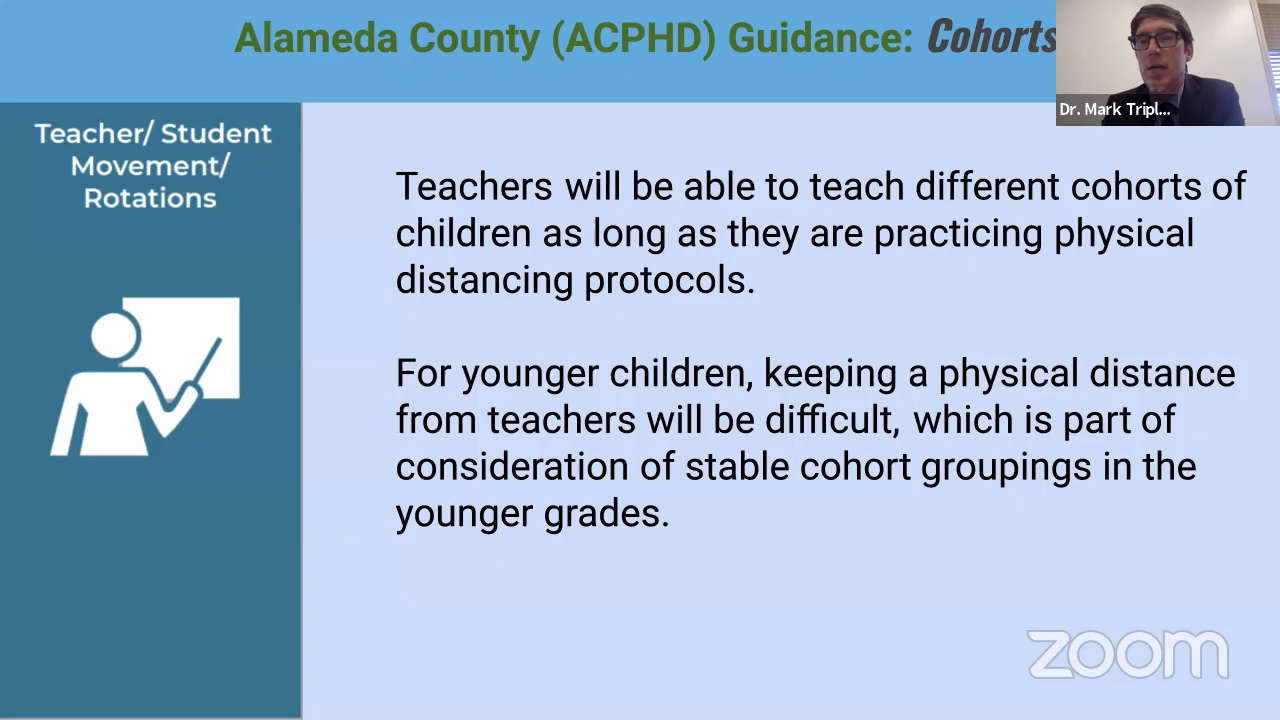 Alameda County (ACPHD) Guidance: Cohorts
Dr. Mark Tripl...
Teacher/ Student
Movement/
Rotations
Teachers will be able to teach different cohorts of
children as long as they are practicing physical
distancing protocols.
For younger children, keeping a physical distance
from teachers will be difficult, which is part of
consideration of stable cohort groupings in the
younger grades.
zoom